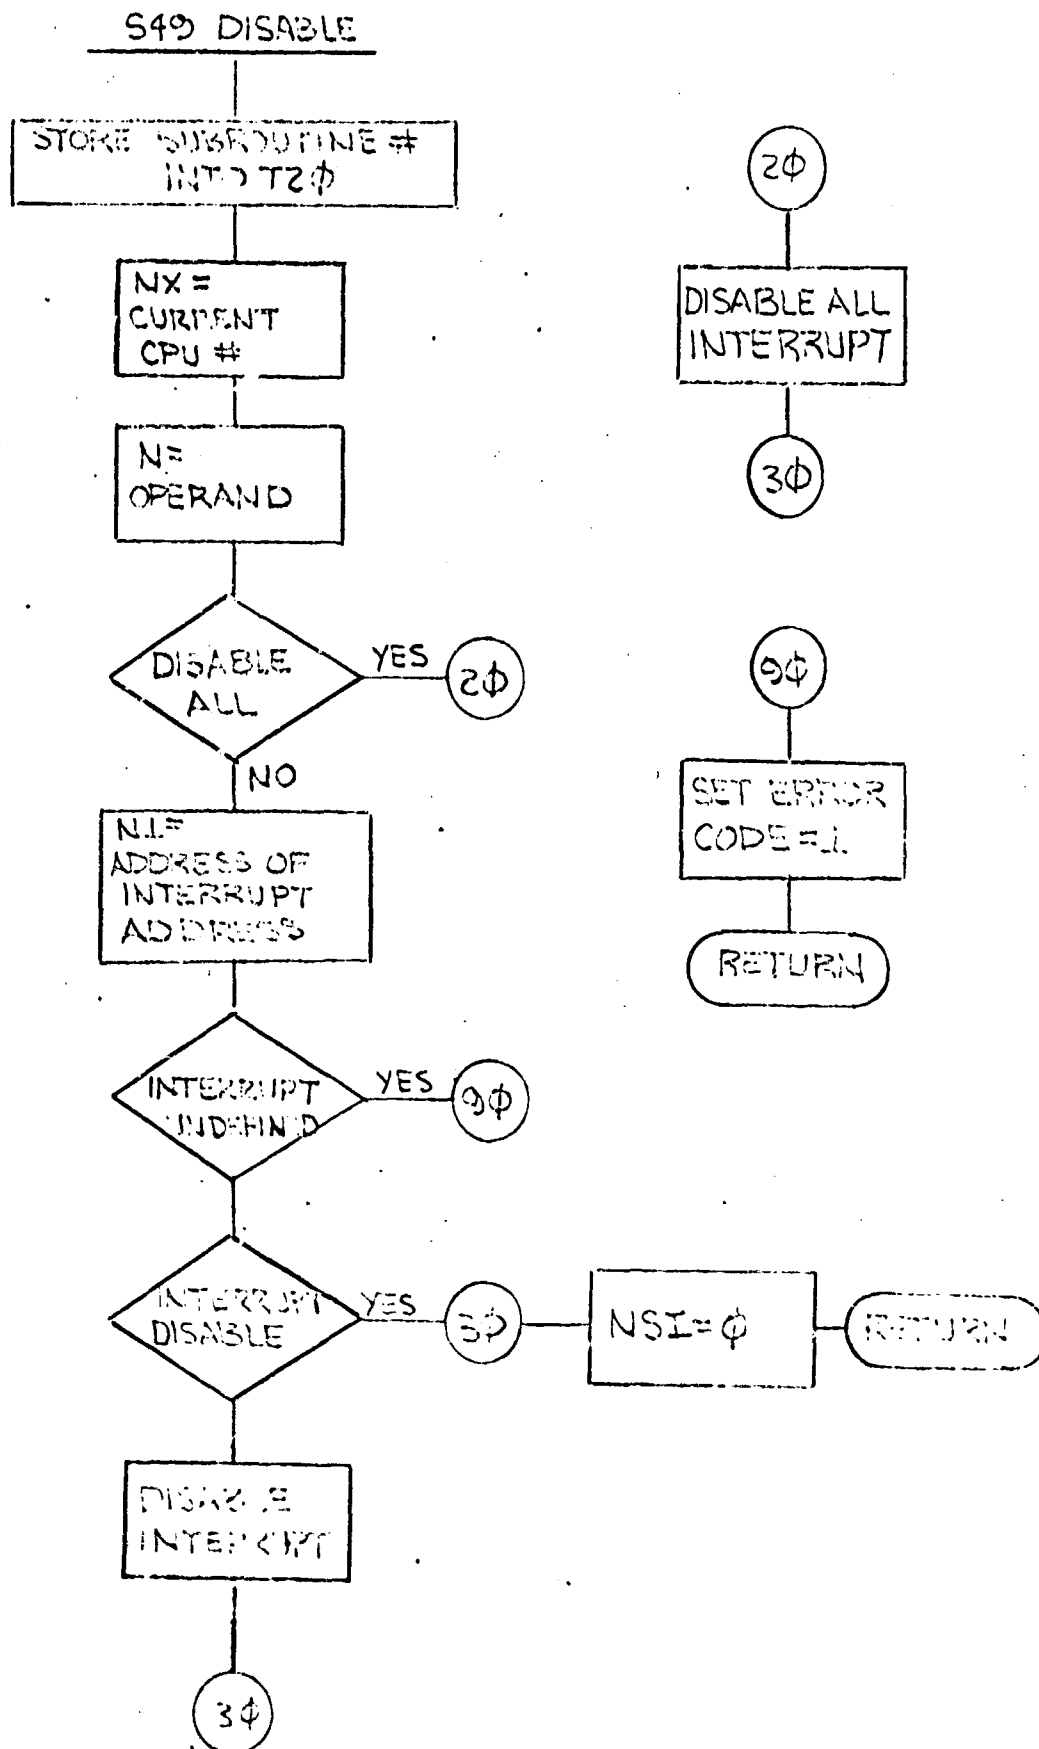 S49 DISABLE
STORE SUBROUTINE #
INTO T2Φ
NX =
CURRENT
CPU #
N=
OPERAND
DISABLE
ALL
YES
2Φ
NO
N1=
ADDRESS OF
INTERRUPT
ADDRESS
INTERRUPT
UNDEFIN D
YES
9Φ
INTERRUPT
DISABLE
YES
3Φ
NSI=Φ
RETURN
DISABLE
INTERRUPT
3Φ
2Φ
DISABLE ALL
INTERRUPT
3Φ
9Φ
SET ERROR
CODE=1
RETURN